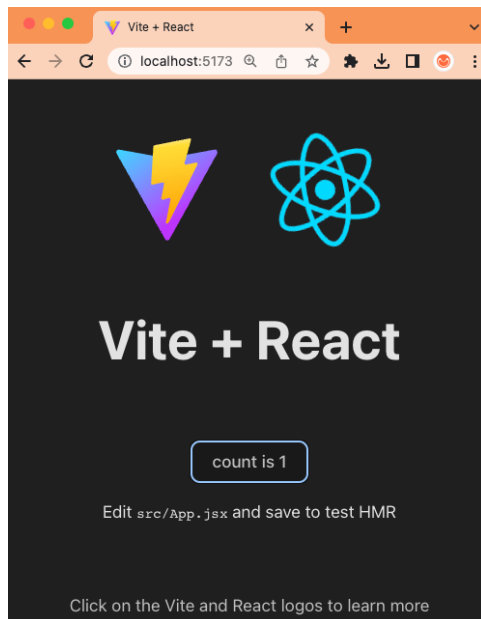 Vite + React
localhost:5173
Vite + React
count is 1
Edit src/App.jsx and save to test HMR
Click on the Vite and React logos to learn more